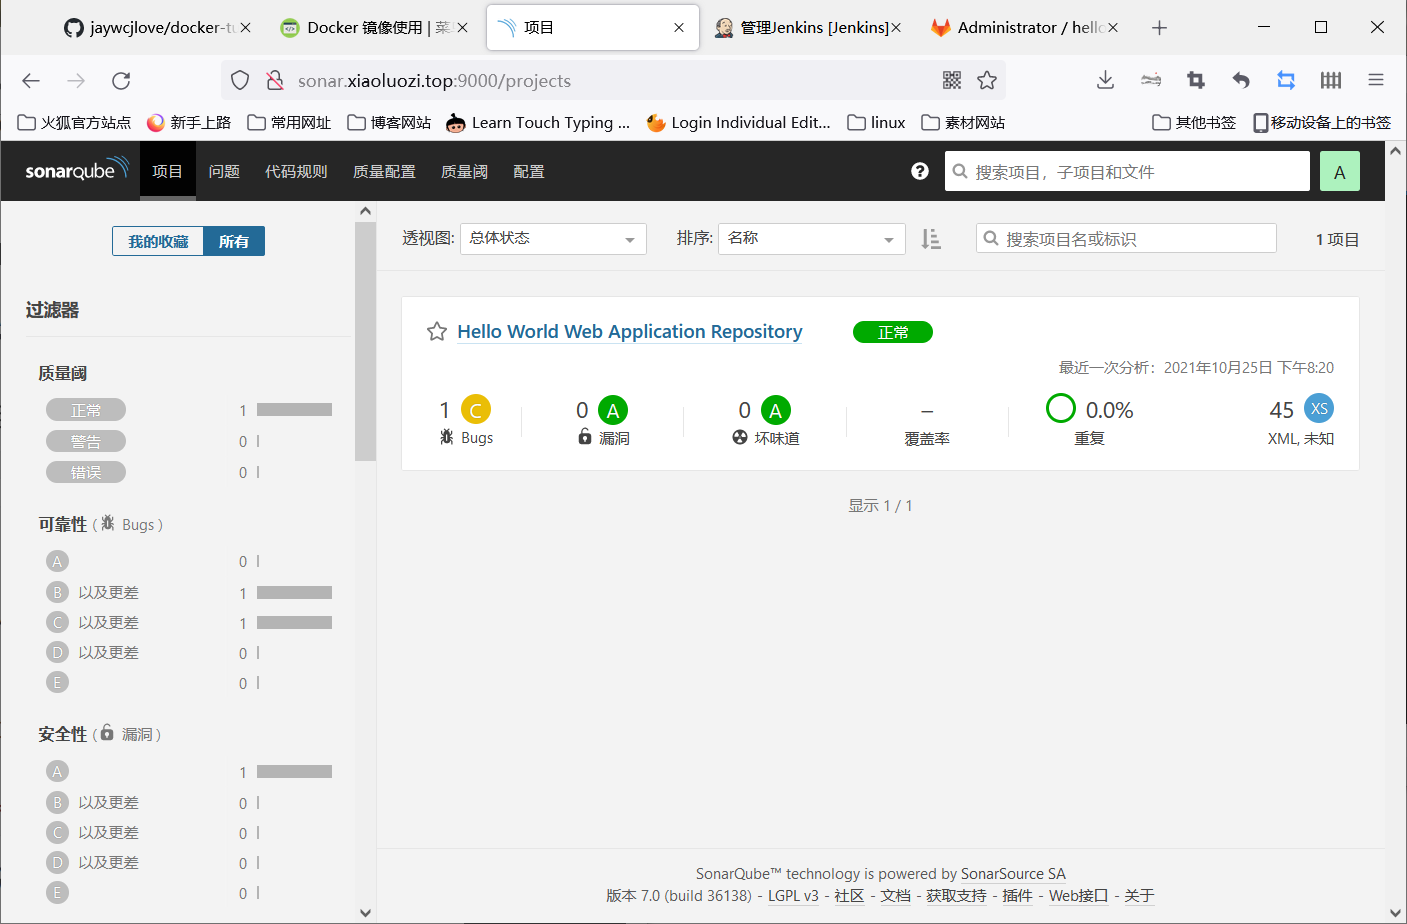 jaywcjlove/docker-tu
Docker 镜像使用 | 菜
项目
管理Jenkins [Jenkins]
Administrator / hello
sonar.xiaoluozi.top:9000/projects
火狐官方站点
新手上路
常用网址
博客网站
Learn Touch Typing ...
Login Individual Edit...
linux
素材网站
其他书签
移动设备上的书签
sonarqube
项目
问题
代码规则
质量配置
质量阈
配置
?
搜索项目，子项目和文件
A
我的收藏
所有
透视图: 总体状态
排序: 名称
搜索项目名或标识
1 项目
过滤器
质量阈
正常 1
警告 0
错误 0
可靠性 ( Bugs )
A 0
B 以及更差 1
C 以及更差 1
D 以及更差 0
E 0
安全性 ( 漏洞 )
A 1
B 以及更差 0
C 以及更差 0
D 以及更差 0
E 0
Hello World Web Application Repository
正常
最近一次分析: 2021年10月25日 下午8:20
1 C
Bugs
0 A
漏洞
0 A
坏味道
–
覆盖率
0.0%
重复
45 XS
XML, 未知
显示 1 / 1
SonarQube™ technology is powered by SonarSource SA
版本 7.0 (build 36138) - LGPL v3 - 社区 - 文档 - 获取支持 - 插件 - Web接口 - 关于